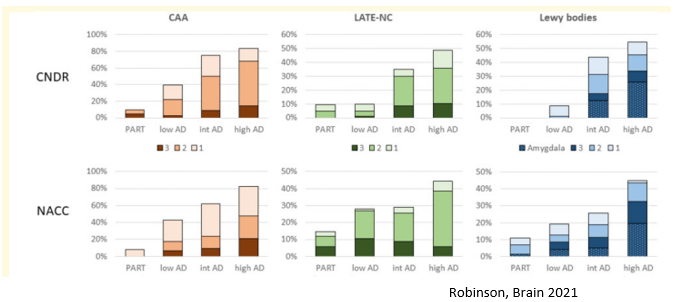 CAA LATE-NC Lewy bodies
CNDR
100% 80% 60% 40% 20% 0%
PART low AD int AD high AD
3 2 1
60% 50% 40% 30% 20% 10% 0%
PART low AD int AD high AD
3 2 1
60% 50% 40% 30% 20% 10% 0%
PART low AD int AD high AD
Amygdala 3 2 1
NACC
100% 80% 60% 40% 20% 0%
PART low AD int AD high AD
50% 40% 30% 20% 10% 0%
PART low AD int AD high AD
50% 40% 30% 20% 10% 0%
PART low AD int AD high AD
Robinson, Brain 2021